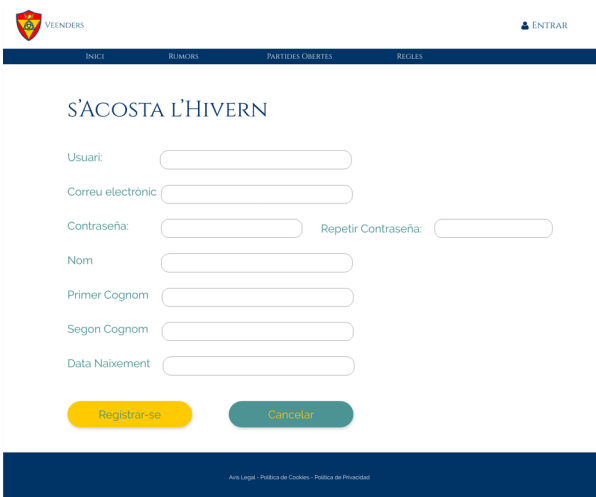 Veenders
Entrar
Inici Rumors Partides Obertes Regles
s'Acosta l'Hivern
Usuari:
Correu electrònic
Contraseña: Repetir Contraseña:
Nom
Primer Cognom
Segon Cognom
Data Naixement
Registrar-se Cancelar
Avis Legal - Política de Cookies - Política de Privacidad